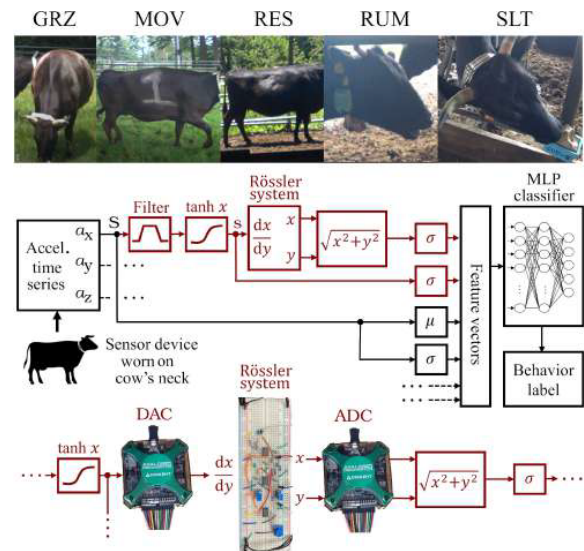 GRZ MOV RES RUM SLT
Rössler
system
MLP
classifier
Filter tanh x
S s
dx
dy
x
y
√x²+y²
σ
Accel.
time
series
aₓ
a_y
a_z
σ
μ
σ
Feature vectors
Behavior
label
Sensor device
worn on
cow's neck
Rössler
system
DAC ADC
tanh x
dx
dy
x
y
√x²+y²
σ